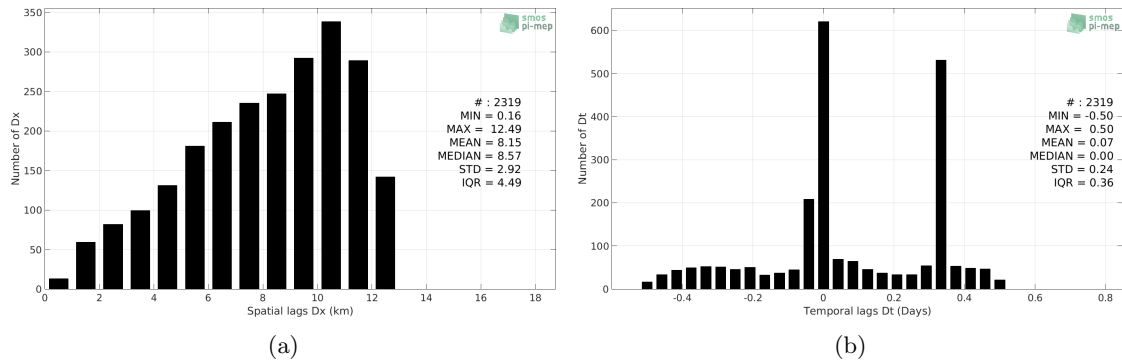 350
300
250
200
150
100
50
0
Number of Dx
smos
pi-mep
# : 2319
MIN = 0.16
MAX = 12.49
MEAN = 8.15
MEDIAN = 8.57
STD = 2.92
IQR = 4.49
0 2 4 6 8 10 12 14 16 18
Spatial lags Dx (km)
(a)
600
500
400
300
200
100
0
Number of Dt
smos
pi-mep
# : 2319
MIN = -0.50
MAX = 0.50
MEAN = 0.07
MEDIAN = 0.00
STD = 0.24
IQR = 0.36
-0.4 -0.2 0 0.2 0.4 0.6 0.8
Temporal lags Dt (Days)
(b)